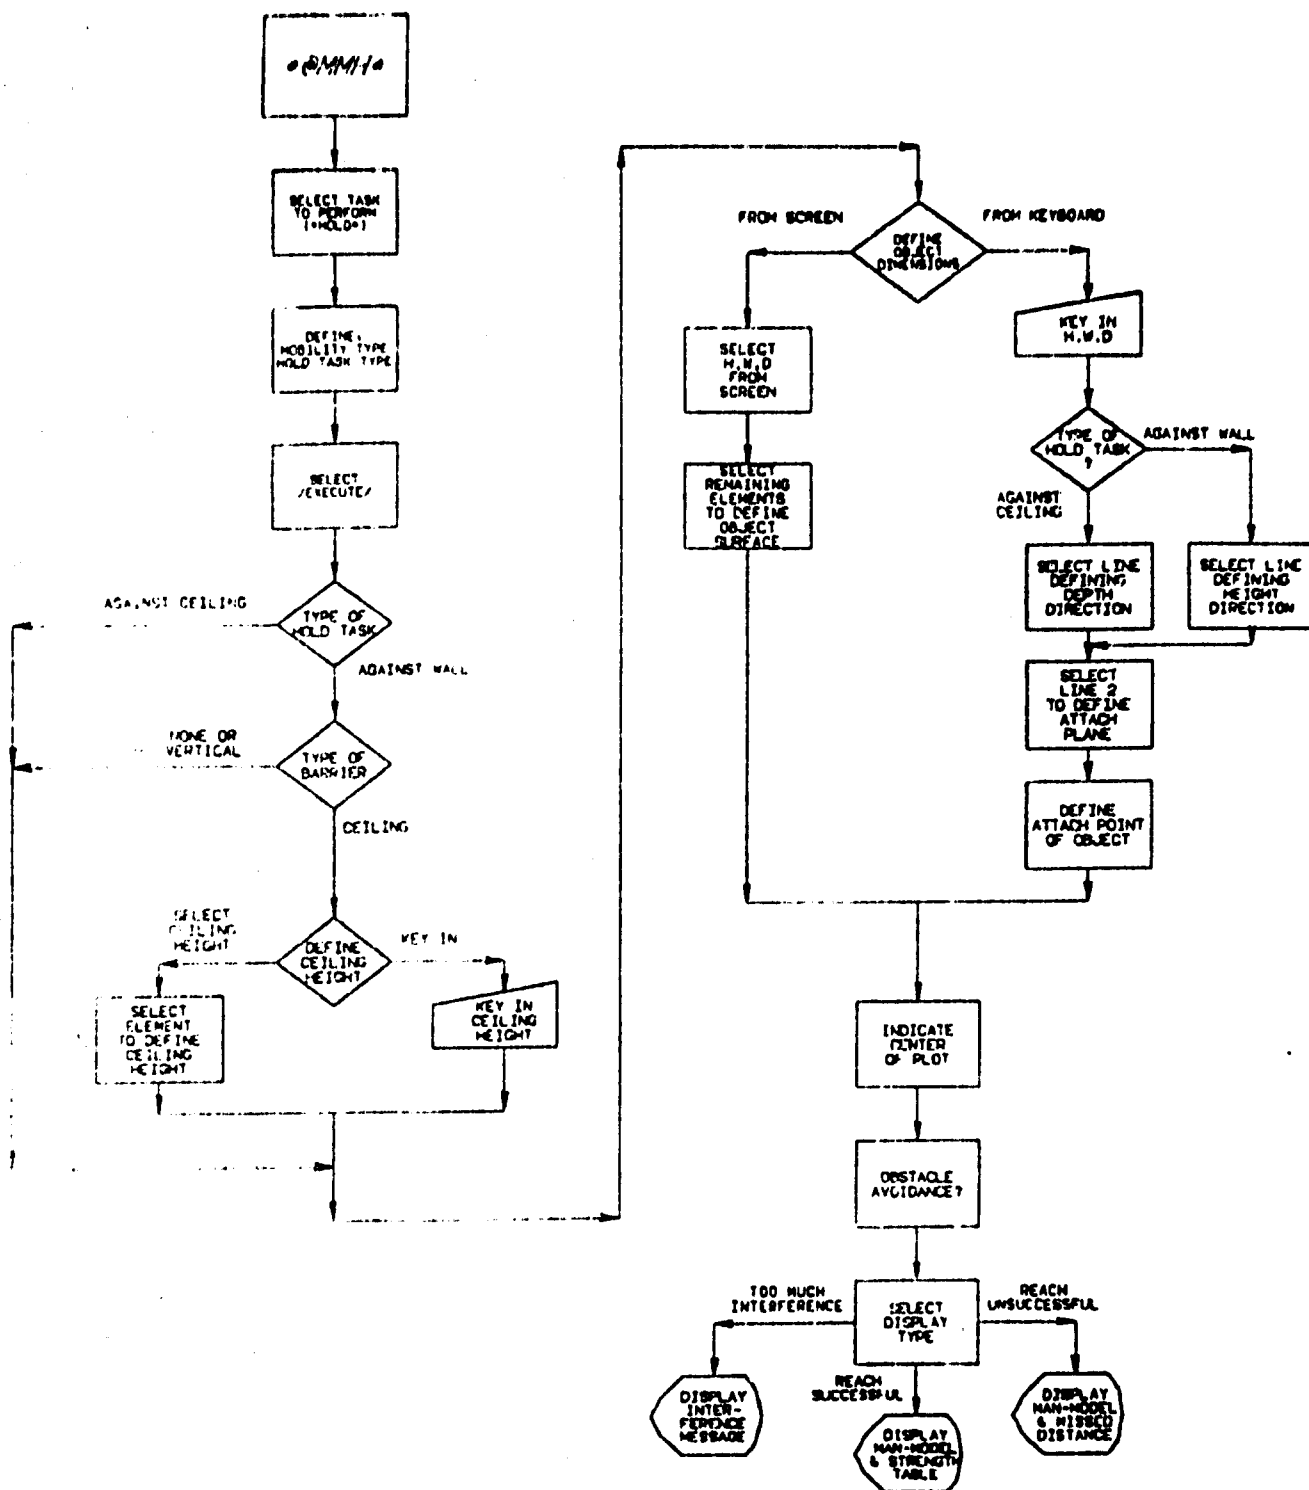 SELECT TASK
TO PERFORM
(*HOLD*)
DEFINE,
MOBILITY TYPE
HOLD TASK TYPE
SELECT
/EXECUTE/
AGAINST CEILING
TYPE OF
HOLD TASK
AGAINST WALL
NONE OR
VERTICAL
TYPE OF
BARRIER
CEILING
SELECT
CEILING
HEIGHT
DEFINE
CEILING
HEIGHT
KEY IN
SELECT
ELEMENT
TO DEFINE
CEILING
HEIGHT
KEY IN
CEILING
HEIGHT
FROM SCREEN
DEFINE
OBJECT
DIMENSIONS
FROM KEYBOARD
SELECT
H,W,D
FROM
SCREEN
SELECT
REMAINING
ELEMENTS
TO DEFINE
OBJECT
SURFACE
KEY IN
H,W,D
TYPE OF
HOLD TASK
?
AGAINST WALL
AGAINST
CEILING
SELECT LINE
DEFINING
DEPTH
DIRECTION
SELECT LINE
DEFINING
HEIGHT
DIRECTION
SELECT
LINE 2
TO DEFINE
ATTACH
PLANE
DEFINE
ATTACH POINT
OF OBJECT
INDICATE
CENTER
OF PLOT
OBSTACLE
AVOIDANCE?
TOO MUCH
INTERFERENCE
SELECT
DISPLAY
TYPE
REACH
UNSUCCESSFUL
REACH
SUCCESSFUL
DISPLAY
INTER-
FERENCE
MESSAGE
DISPLAY
MAN-MODEL
& STRENGTH
TABLE
DISPLAY
MAN-MODEL
& MISSED
DISTANCE